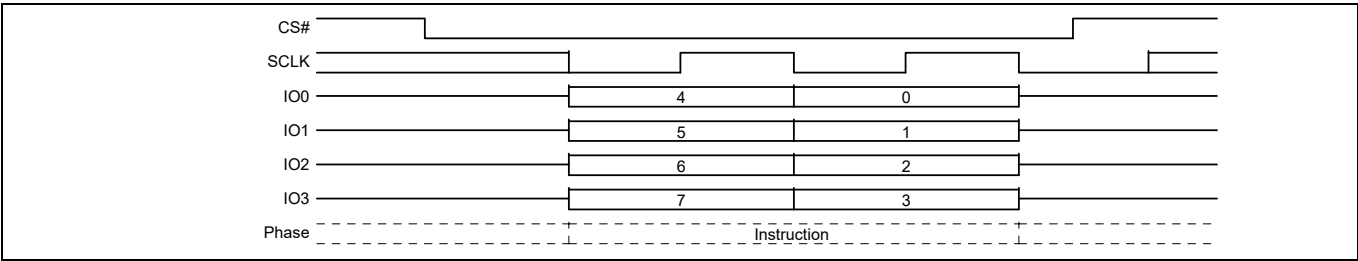 CS#
SCLK
IO0 4 0
IO1 5 1
IO2 6 2
IO3 7 3
Phase Instruction